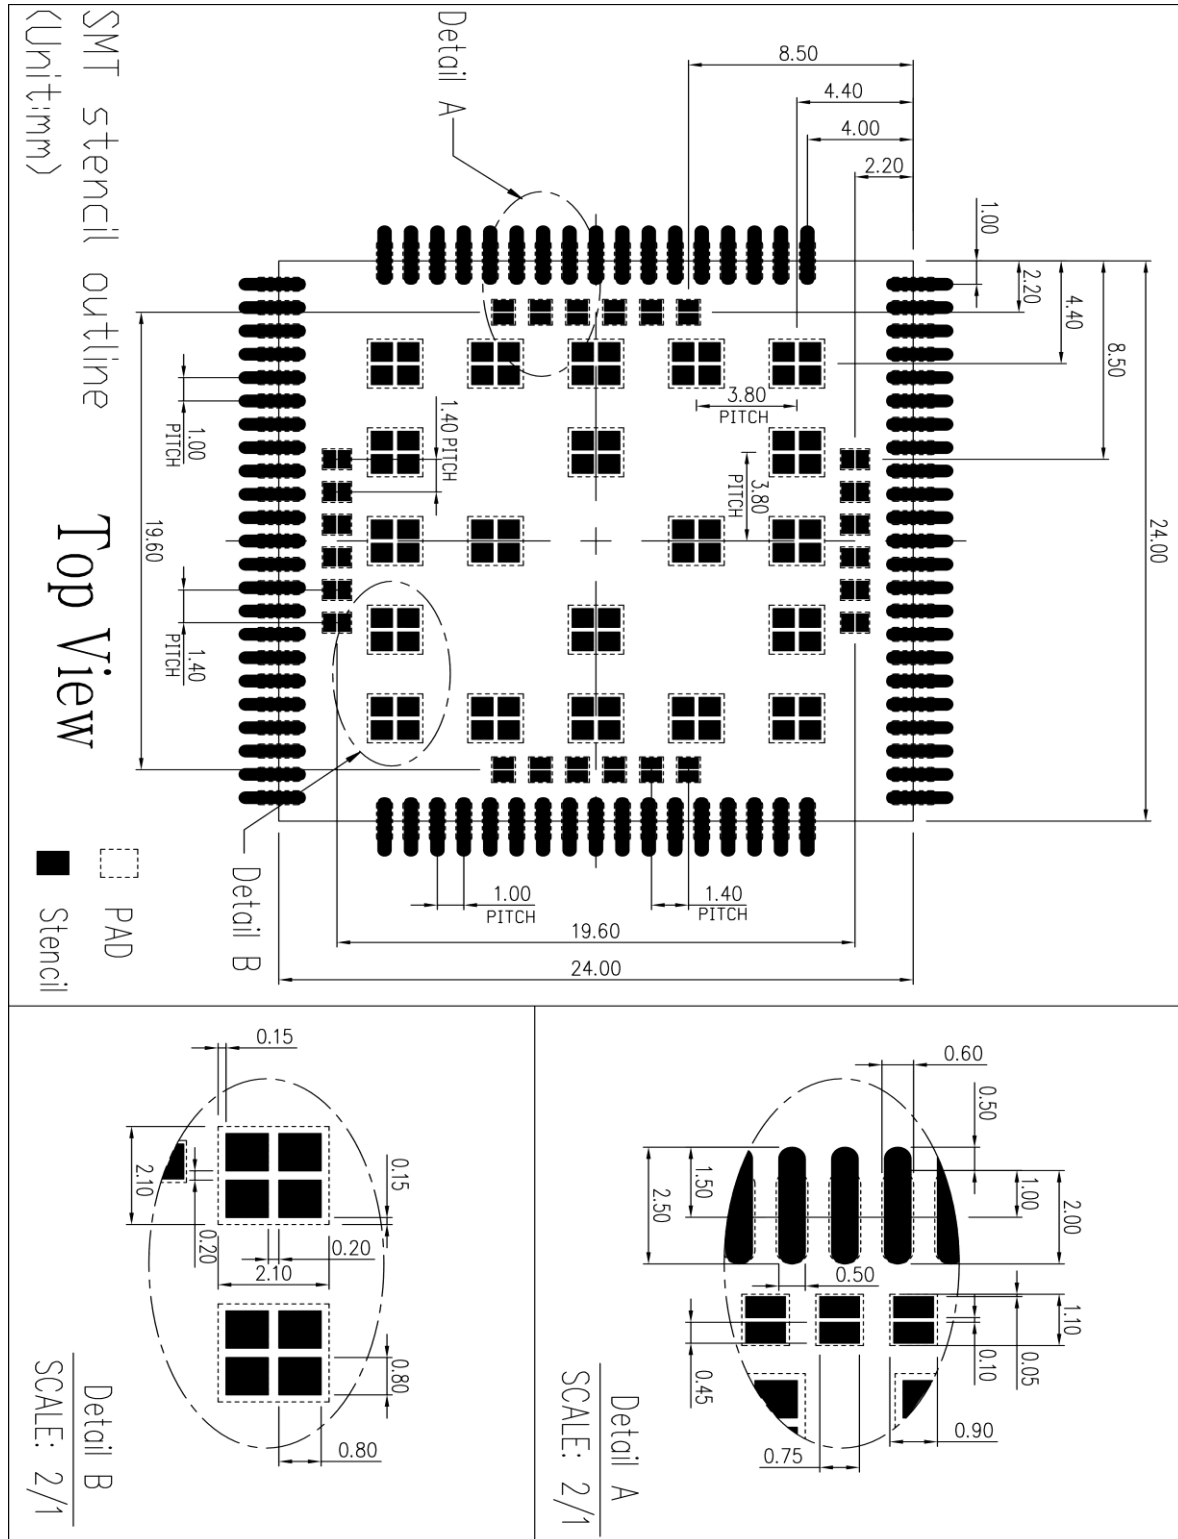 SMT stencil outline
(Unit:mm)
Top View
Detail A
8.50
4.40
4.00
2.20
1.00
2.20
4.40
8.50
24.00
3.80
PITCH
3.80
PITCH
1.40 PITCH
1.00
PITCH
19.60
1.40
PITCH
Detail B
1.00
PITCH
1.40
PITCH
19.60
24.00
PAD
Stencil
0.15
2.10
0.20
0.15
0.20
2.10
0.80
0.80
Detail B
SCALE: 2/1
0.60
0.50
1.50
2.50
1.00
2.00
0.50
1.10
0.05
0.10
0.45
0.90
0.75
Detail A
SCALE: 2/1